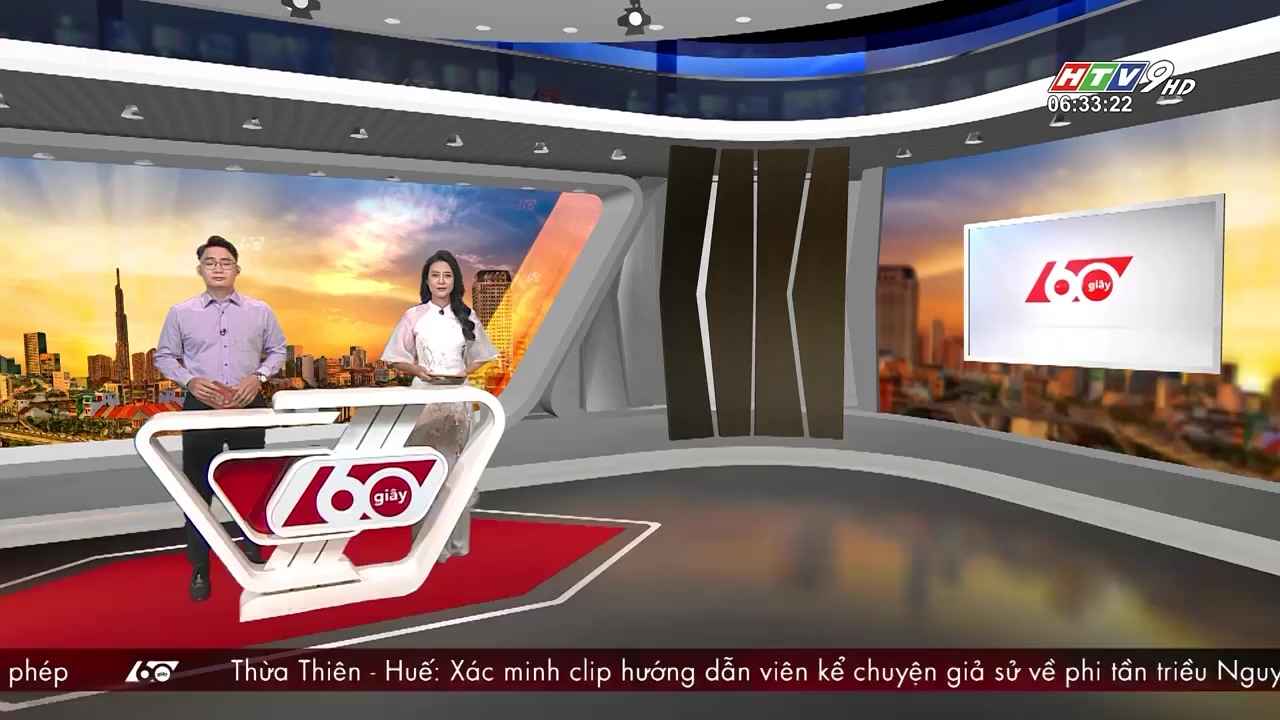 HTV9 HD
06:33:22
60 giây
60 giây
phép 60 giây Thừa Thiên - Huế: Xác minh clip hướng dẫn viên kể chuyện giả sử về phi tần triều Nguy